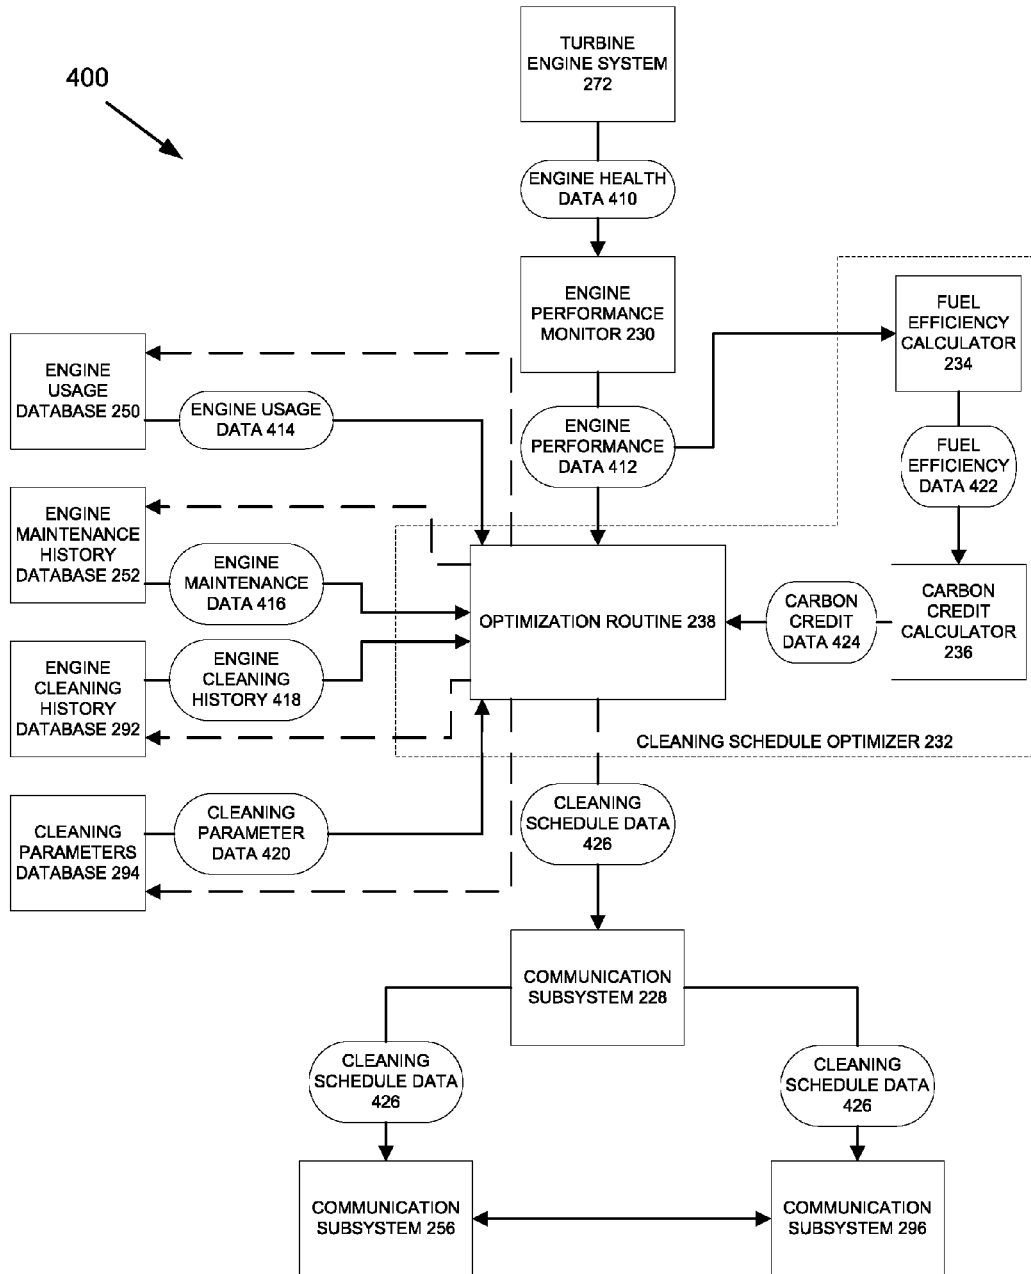 400
TURBINE
ENGINE SYSTEM
272
ENGINE HEALTH
DATA 410
ENGINE
PERFORMANCE
MONITOR 230
FUEL
EFFICIENCY
CALCULATOR
234
ENGINE
USAGE
DATABASE 250
ENGINE USAGE
DATA 414
ENGINE
PERFORMANCE
DATA 412
FUEL
EFFICIENCY
DATA 422
ENGINE
MAINTENANCE
HISTORY
DATABASE 252
ENGINE
MAINTENANCE
DATA 416
OPTIMIZATION ROUTINE 238
CARBON
CREDIT
DATA 424
CARBON
CREDIT
CALCULATOR
236
ENGINE
CLEANING
HISTORY
DATABASE 292
ENGINE
CLEANING
HISTORY 418
CLEANING SCHEDULE OPTIMIZER 232
CLEANING
PARAMETERS
DATABASE 294
CLEANING
PARAMETER
DATA 420
CLEANING
SCHEDULE DATA
426
COMMUNICATION
SUBSYSTEM 228
CLEANING
SCHEDULE DATA
426
CLEANING
SCHEDULE DATA
426
COMMUNICATION
SUBSYSTEM 256
COMMUNICATION
SUBSYSTEM 296